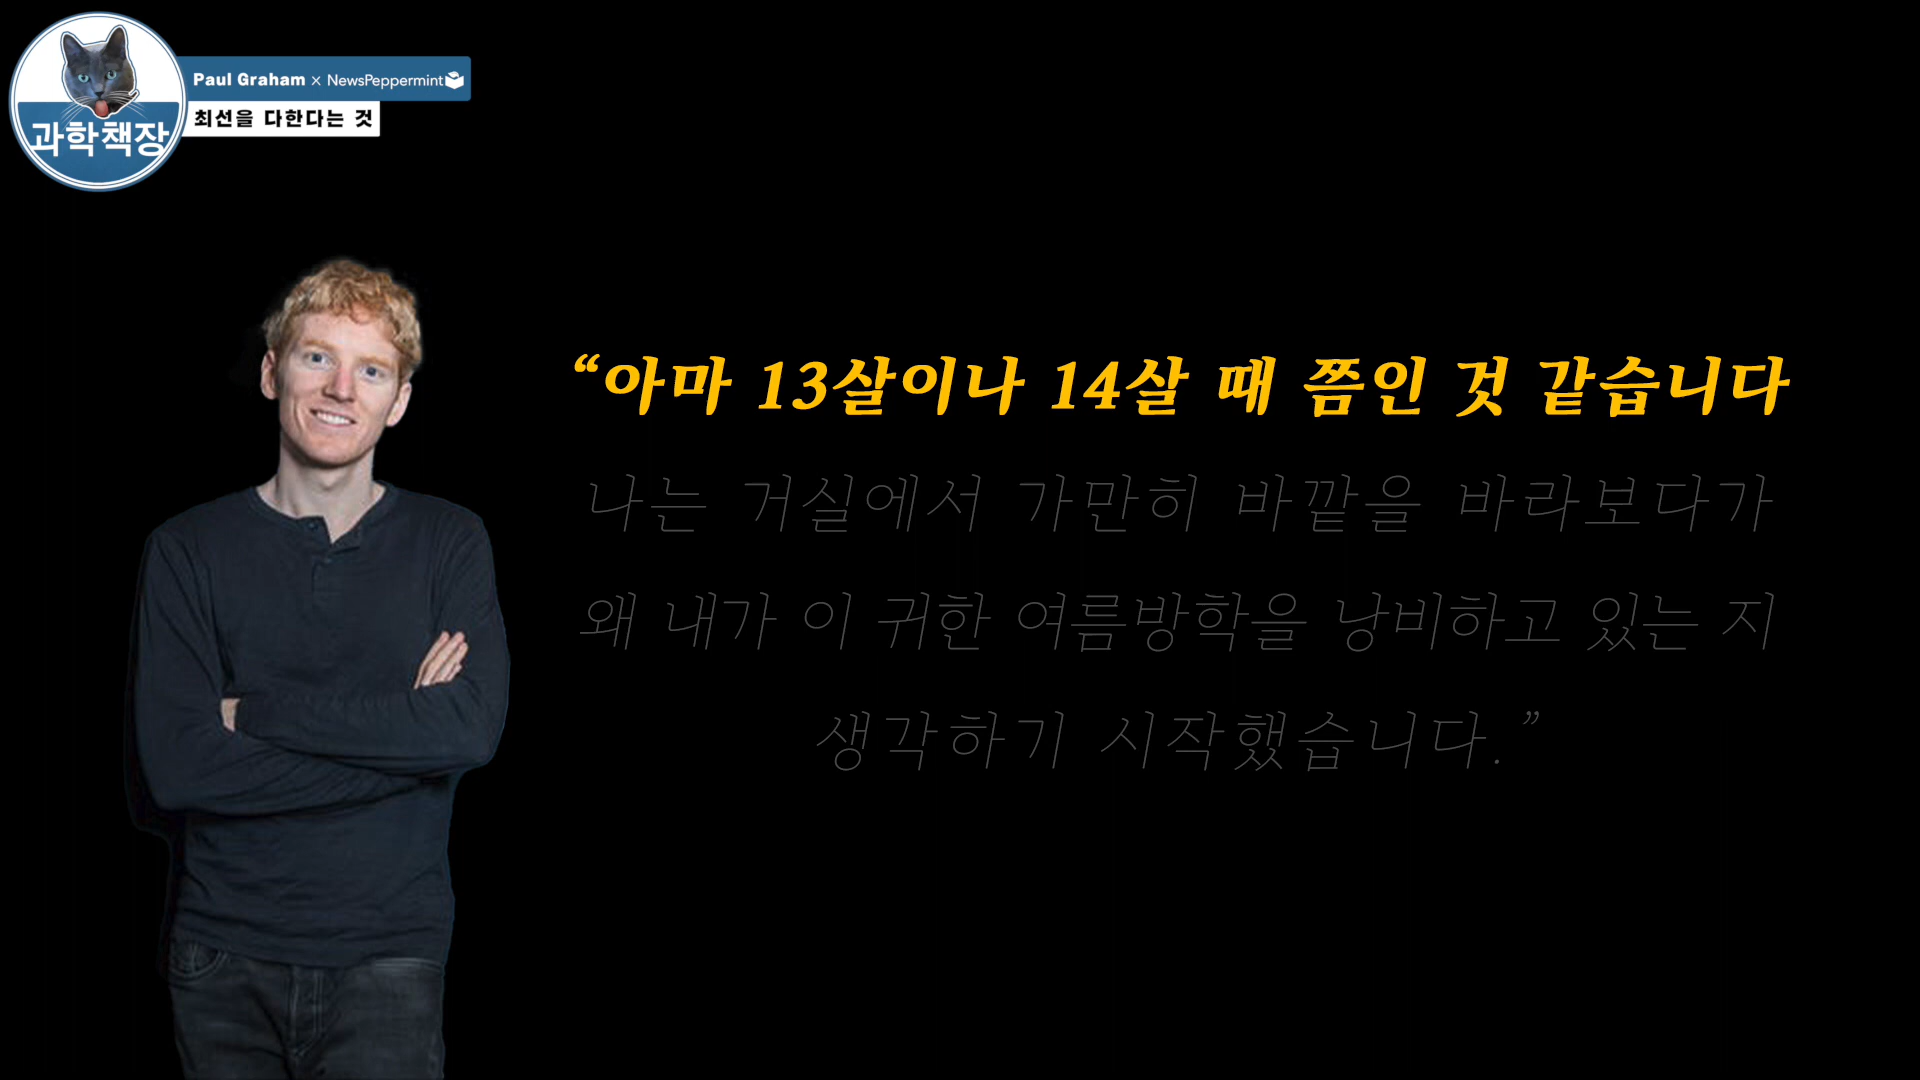 Paul Graham × NewsPeppermint
최선을 다한다는 것
과학책장
“아마 13살이나 14살 때 쯤인 것 같습니다
나는 거실에서 가만히 바깥을 바라보다가
왜 내가 이 귀한 여름방학을 낭비하고 있는 지
생각하기 시작했습니다.”